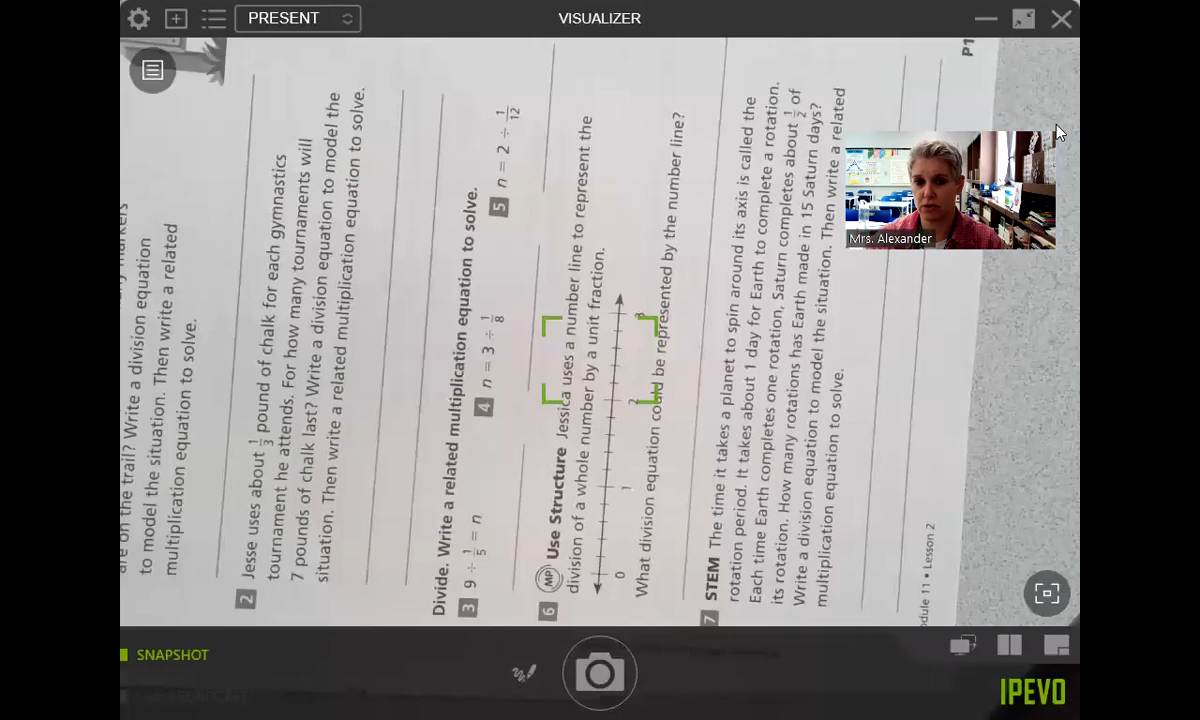 PRESENT
VISUALIZER
are on the trail? Write a division equation
to model the situation. Then write a related
multiplication equation to solve.
2 Jesse uses about 1/3 pound of chalk for each gymnastics
tournament he attends. For how many tournaments will
7 pounds of chalk last? Write a division equation to model the
situation. Then write a related multiplication equation to solve.
Divide. Write a related multiplication equation to solve.
3 9 ÷ 1/5 = n
4 n = 3 ÷ 1/8
5 n = 2 ÷ 1/12
6 MP Use Structure Jessica uses a number line to represent the
division of a whole number by a unit fraction.
0 1 2 3
What division equation could be represented by the number line?
7 STEM The time it takes a planet to spin around its axis is called the
rotation period. It takes about 1 day for Earth to complete a rotation.
Each time Earth completes one rotation, Saturn completes about 1/2 of
its rotation. How many rotations has Earth made in 15 Saturn days?
Write a division equation to model the situation. Then write a related
multiplication equation to solve.
Module 11 • Lesson 2
P1
Mrs. Alexander
SNAPSHOT
IPEVO